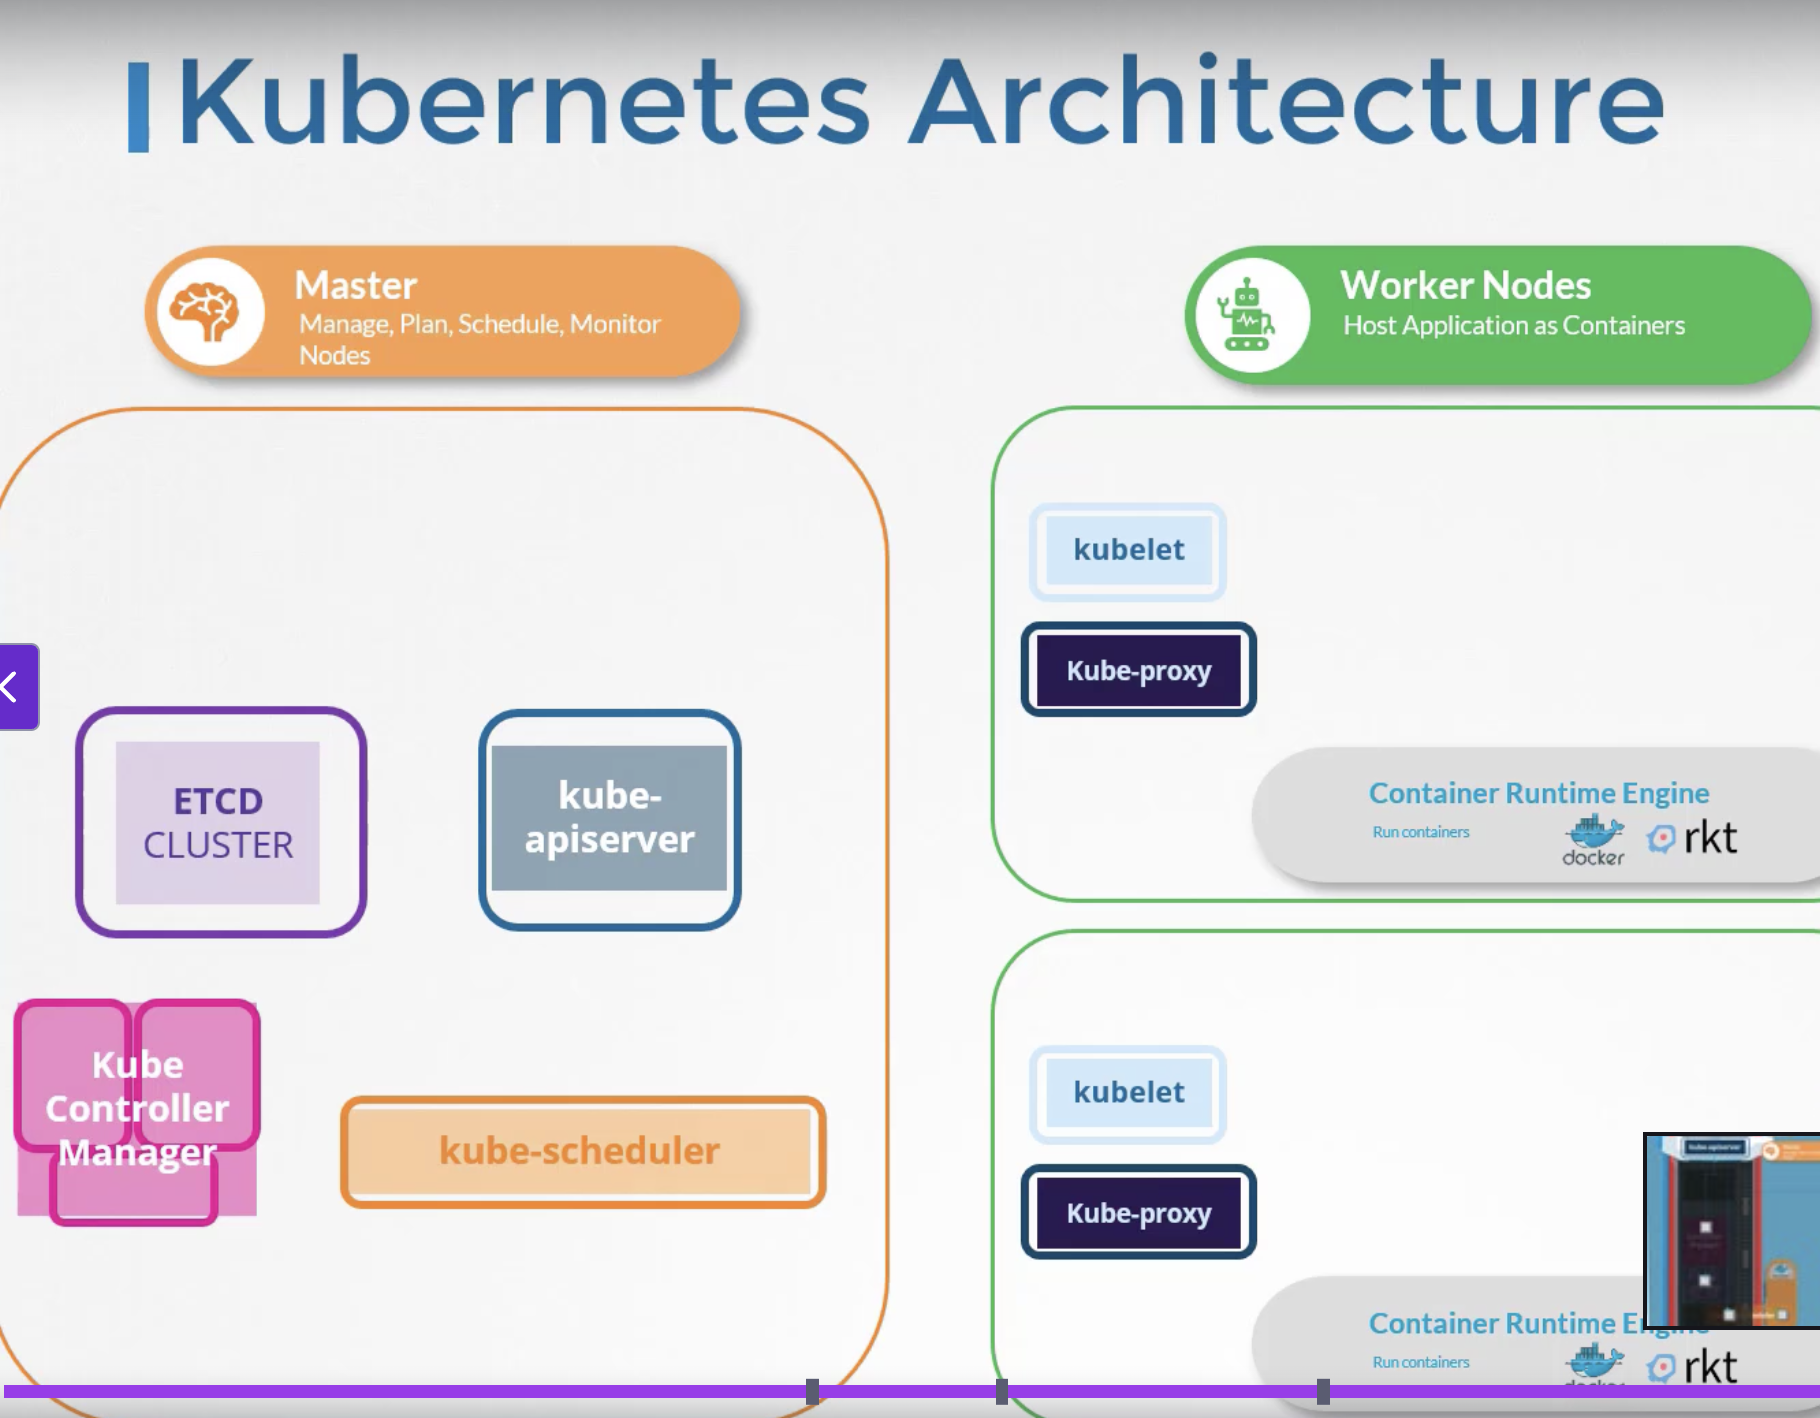 Kubernetes Architecture
Master
Manage, Plan, Schedule, Monitor
Nodes
Worker Nodes
Host Application as Containers
ETCD
CLUSTER
kube-
apiserver
Kube
Controller
Manager
kube-scheduler
kubelet
Kube-proxy
Container Runtime Engine
Run containers
docker
rkt
kubelet
Kube-proxy
Container Runtime Engine
Run containers
docker
rkt